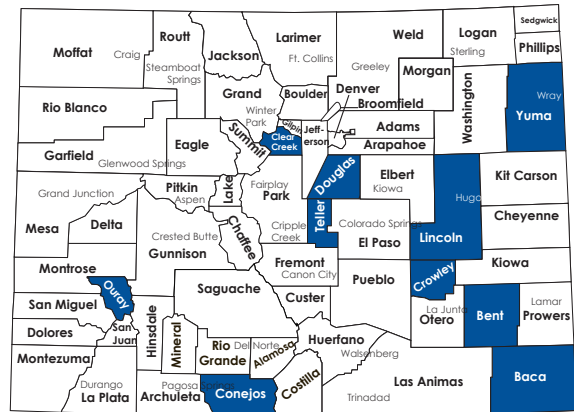 Sedgwick
Moffat
Craig
Routt
Steamboat
Springs
Jackson
Larimer
Ft. Collins
Weld
Greeley
Logan
Sterling
Phillips
Morgan
Washington
Wray
Yuma
Rio Blanco
Grand
Winter
Park
Boulder
Denver
Broomfield
Gilpin
Clear
Creek
Jeff-
erson
Adams
Arapahoe
Garfield
Glenwood Springs
Eagle
Summit
Douglas
Elbert
Kiowa
Kit Carson
Grand Junction
Mesa
Delta
Pitkin
Aspen
Lake
Fairplay
Park
Teller
Cripple
Creek
Colorado Springs
El Paso
Hugo
Lincoln
Cheyenne
Montrose
Crested Butte
Gunnison
Chaffee
Fremont
Canon City
Pueblo
Crowley
Kiowa
Ouray
San Miguel
Saguache
Custer
La Junta
Otero
Bent
Lamar
Prowers
Dolores
San
Juan
Hinsdale
Mineral
Rio
Grande
Del Norte
Alamosa
Huerfano
Walsenberg
Montezuma
Durango
La Plata
Pagosa Springs
Archuleta
Conejos
Costilla
Trinadad
Las Animas
Baca